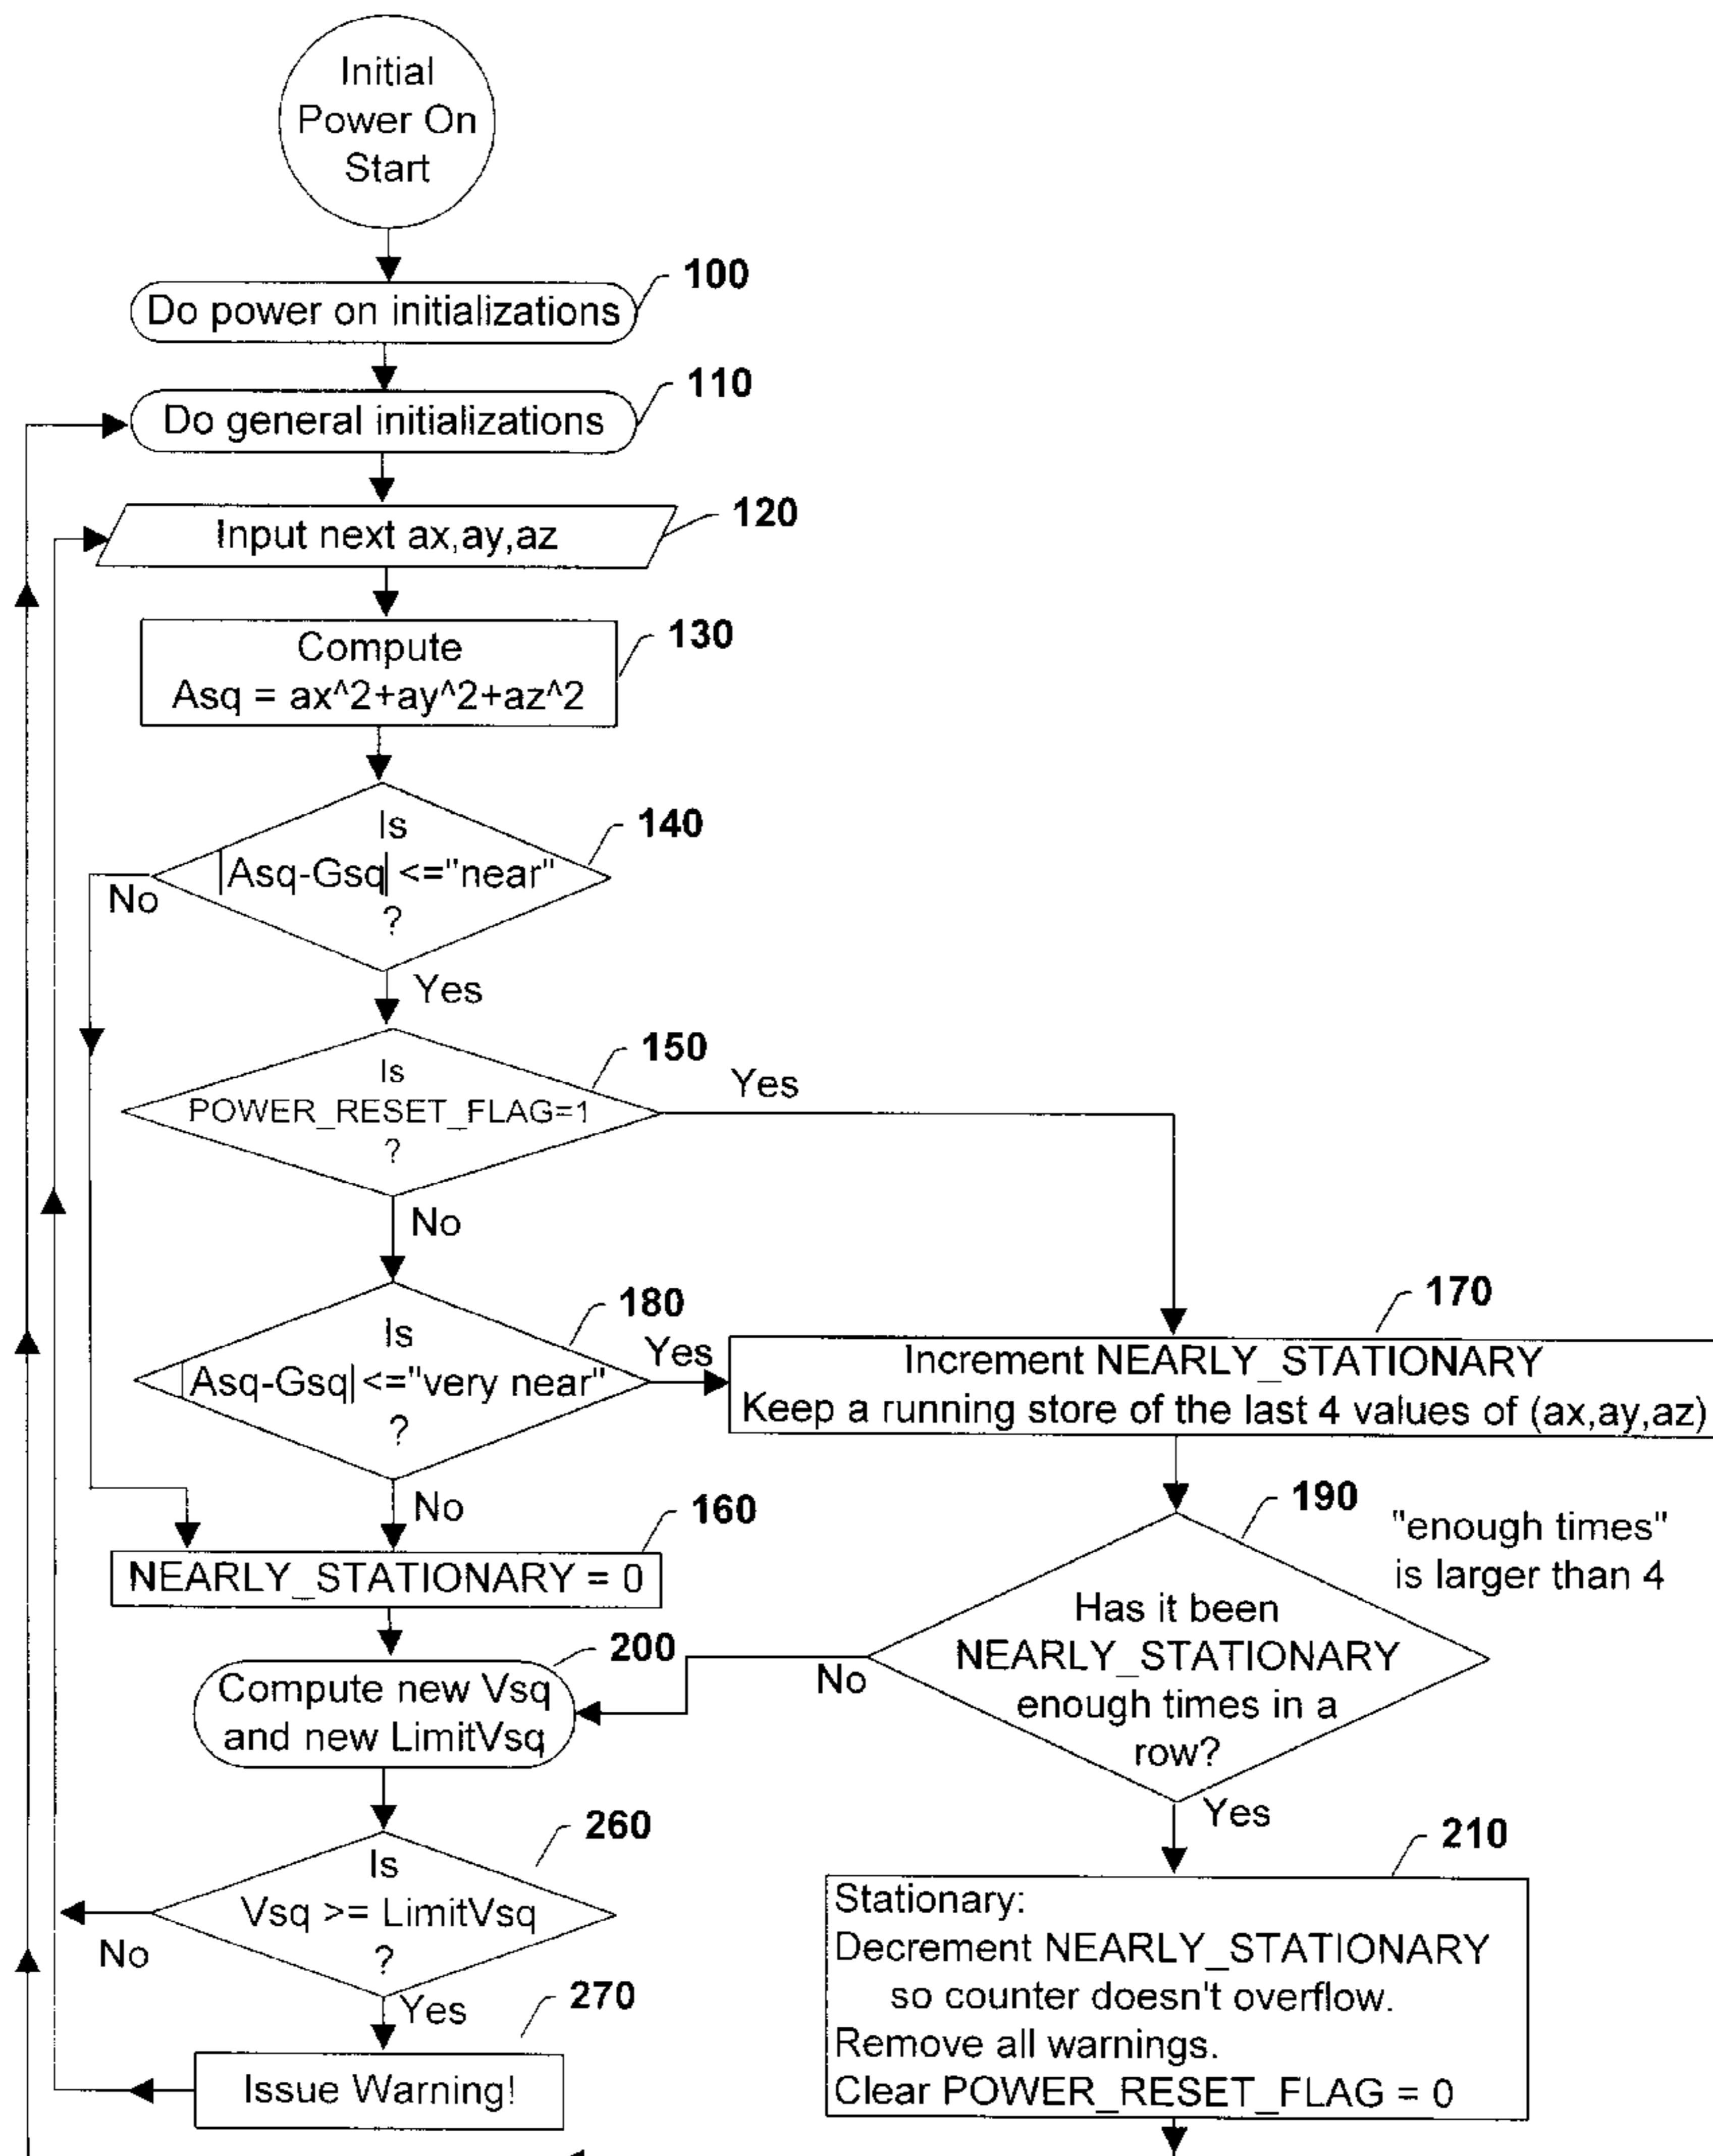 Initial
Power On
Start
100
Do power on initializations
110
Do general initializations
120
Input next ax,ay,az
130
Compute
Asq = ax^2+ay^2+az^2
140
Is
|Asq-Gsq| <="near"
?
No
Yes
150
Is
POWER_RESET_FLAG=1
?
Yes
No
180
Is
|Asq-Gsq| <="very near"
?
Yes
No
170
Increment NEARLY_STATIONARY
Keep a running store of the last 4 values of (ax,ay,az)
160
NEARLY_STATIONARY = 0
190
"enough times"
is larger than 4
Has it been
NEARLY_STATIONARY
enough times in a
row?
No
Yes
200
Compute new Vsq
and new LimitVsq
260
Is
Vsq >= LimitVsq
?
No
Yes
270
Issue Warning!
210
Stationary:
Decrement NEARLY_STATIONARY
so counter doesn't overflow.
Remove all warnings.
Clear POWER_RESET_FLAG = 0